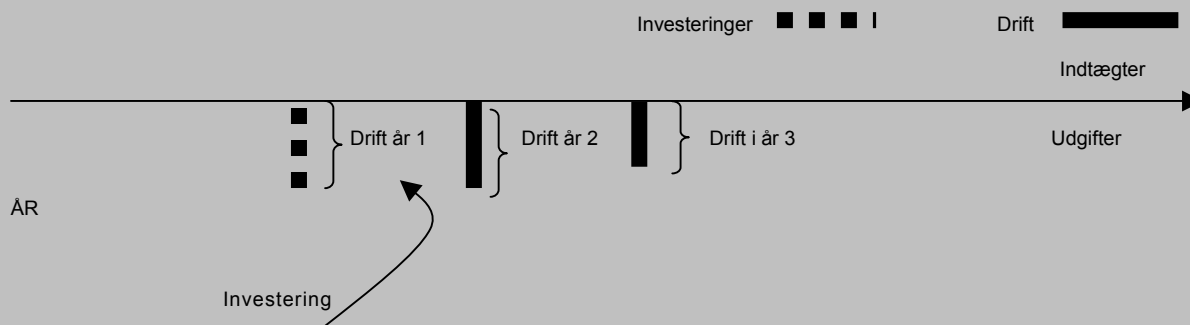 Investeringer Drift
Indtægter
Drift år 1 Drift år 2 Drift i år 3 Udgifter
ÅR
Investering